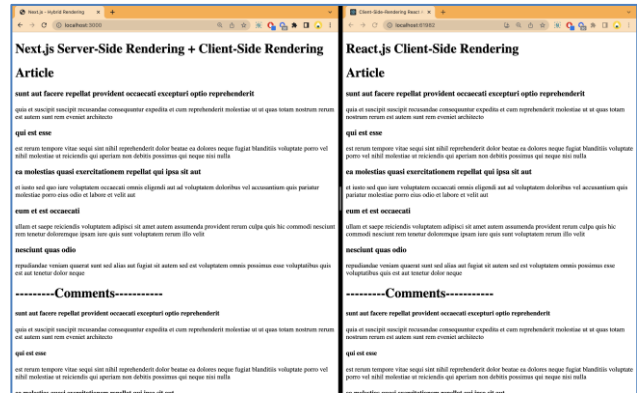 Next.js - Hybrid Rendering
localhost:3000
Next.js Server-Side Rendering + Client-Side Rendering
Article
sunt aut facere repellat provident occaecati excepturi optio reprehenderit
quia et suscipit suscipit recusandae consequuntur expedita et cum reprehenderit molestiae ut ut quas totam nostrum rerum
est autem sunt rem eveniet architecto
qui est esse
est rerum tempore vitae sequi sint nihil reprehenderit dolor beatae ea dolores neque fugiat blanditiis voluptate porro vel
nihil molestiae ut reiciendis qui aperiam non debitis possimus qui neque nisi nulla
ea molestias quasi exercitationem repellat qui ipsa sit aut
et iusto sed quo iure voluptatem occaecati omnis eligendi aut ad voluptatem doloribus vel accusantium quis pariatur
molestiae porro eius odio et labore et velit aut
eum et est occaecati
ullam et saepe reiciendis voluptatem adipisci sit amet autem assumenda provident rerum culpa quis hic commodi nesciunt
rem tenetur doloremque ipsam iure quis sunt voluptatem rerum illo velit
nesciunt quas odio
repudiandae veniam quaerat sunt sed alias aut fugiat sit autem sed est voluptatem omnis possimus esse voluptatibus quis
est aut tenetur dolor neque
---------Comments-----------
sunt aut facere repellat provident occaecati excepturi optio reprehenderit
quia et suscipit suscipit recusandae consequuntur expedita et cum reprehenderit molestiae ut ut quas totam nostrum rerum
est autem sunt rem eveniet architecto
qui est esse
est rerum tempore vitae sequi sint nihil reprehenderit dolor beatae ea dolores neque fugiat blanditiis voluptate porro vel
nihil molestiae ut reiciendis qui aperiam non debitis possimus qui neque nisi nulla
ea molestias quasi exercitationem repellat qui ipsa sit aut
Client-Side-Rendering React
React.js Client-Side Rendering
Article
sunt aut facere repellat provident occaecati excepturi optio reprehenderit
quia et suscipit suscipit recusandae consequuntur expedita et cum reprehenderit molestiae ut ut quas totam
nostrum rerum est autem sunt rem eveniet architecto
qui est esse
est rerum tempore vitae sequi sint nihil reprehenderit dolor beatae ea dolores neque fugiat blanditiis voluptate
porro vel nihil molestiae ut reiciendis qui aperiam non debitis possimus qui neque nisi nulla
ea molestias quasi exercitationem repellat qui ipsa sit aut
et iusto sed quo iure voluptatem occaecati omnis eligendi aut ad voluptatem doloribus vel accusantium quis
pariatur molestiae porro eius odio et labore et velit aut
eum et est occaecati
ullam et saepe reiciendis voluptatem adipisci sit amet autem assumenda provident rerum culpa quis hic
commodi nesciunt rem tenetur doloremque ipsam iure quis sunt voluptatem rerum illo velit
nesciunt quas odio
repudiandae veniam quaerat sunt sed alias aut fugiat sit autem sed est voluptatem omnis possimus esse
voluptatibus quis est aut tenetur dolor neque
---------Comments-----------
sunt aut facere repellat provident occaecati excepturi optio reprehenderit
quia et suscipit suscipit recusandae consequuntur expedita et cum reprehenderit molestiae ut ut quas totam
nostrum rerum est autem sunt rem eveniet architecto
qui est esse
est rerum tempore vitae sequi sint nihil reprehenderit dolor beatae ea dolores neque fugiat blanditiis voluptate
porro vel nihil molestiae ut reiciendis qui aperiam non debitis possimus qui neque nisi nulla
ea molestias quasi exercitationem repellat qui ipsa sit aut